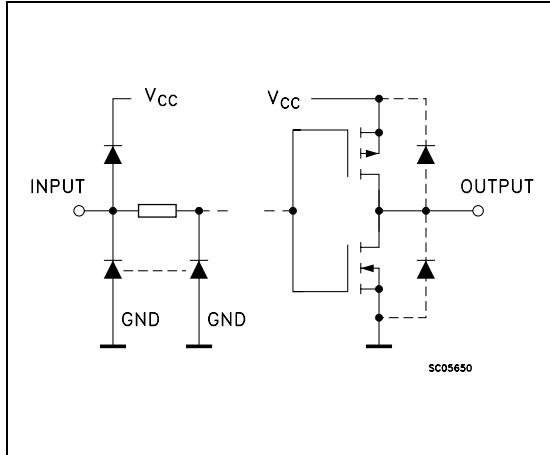 VCC
VCC
INPUT
OUTPUT
GND
GND
SC05650